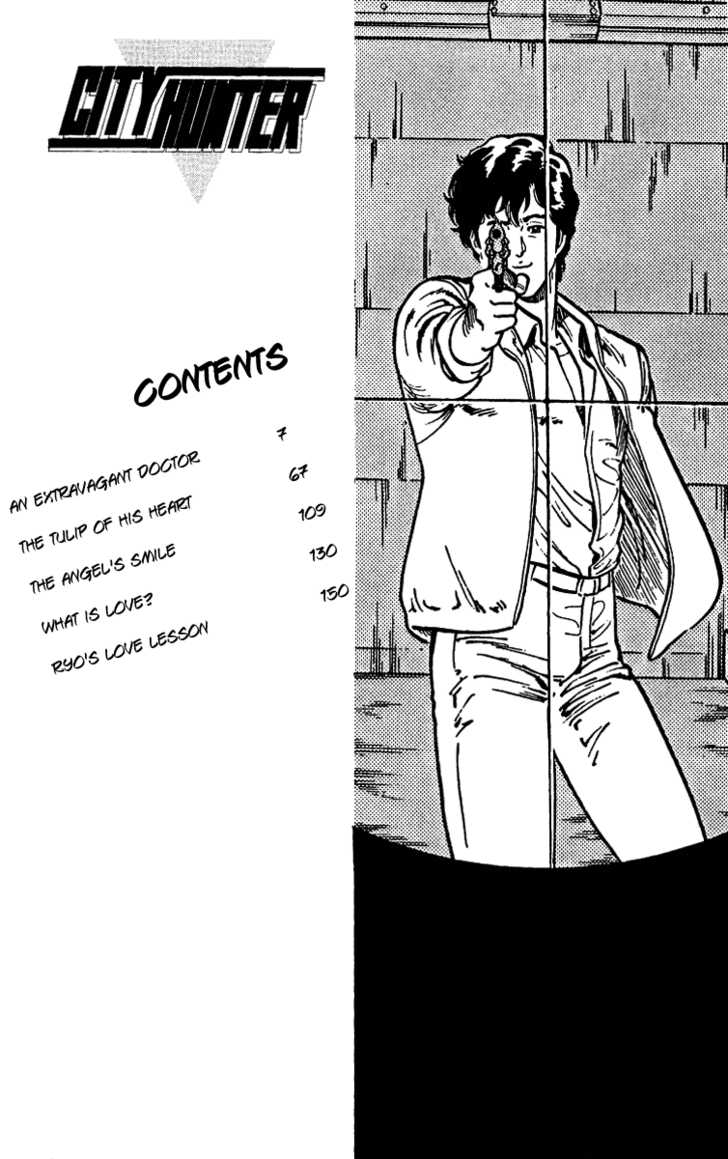 CITY HUNTER
CONTENTS
AN EXTRAVAGANT DOCTOR 7
THE TULIP OF HIS HEART 67
THE ANGEL'S SMILE 109
WHAT IS LOVE? 130
RYO'S LOVE LESSON 150